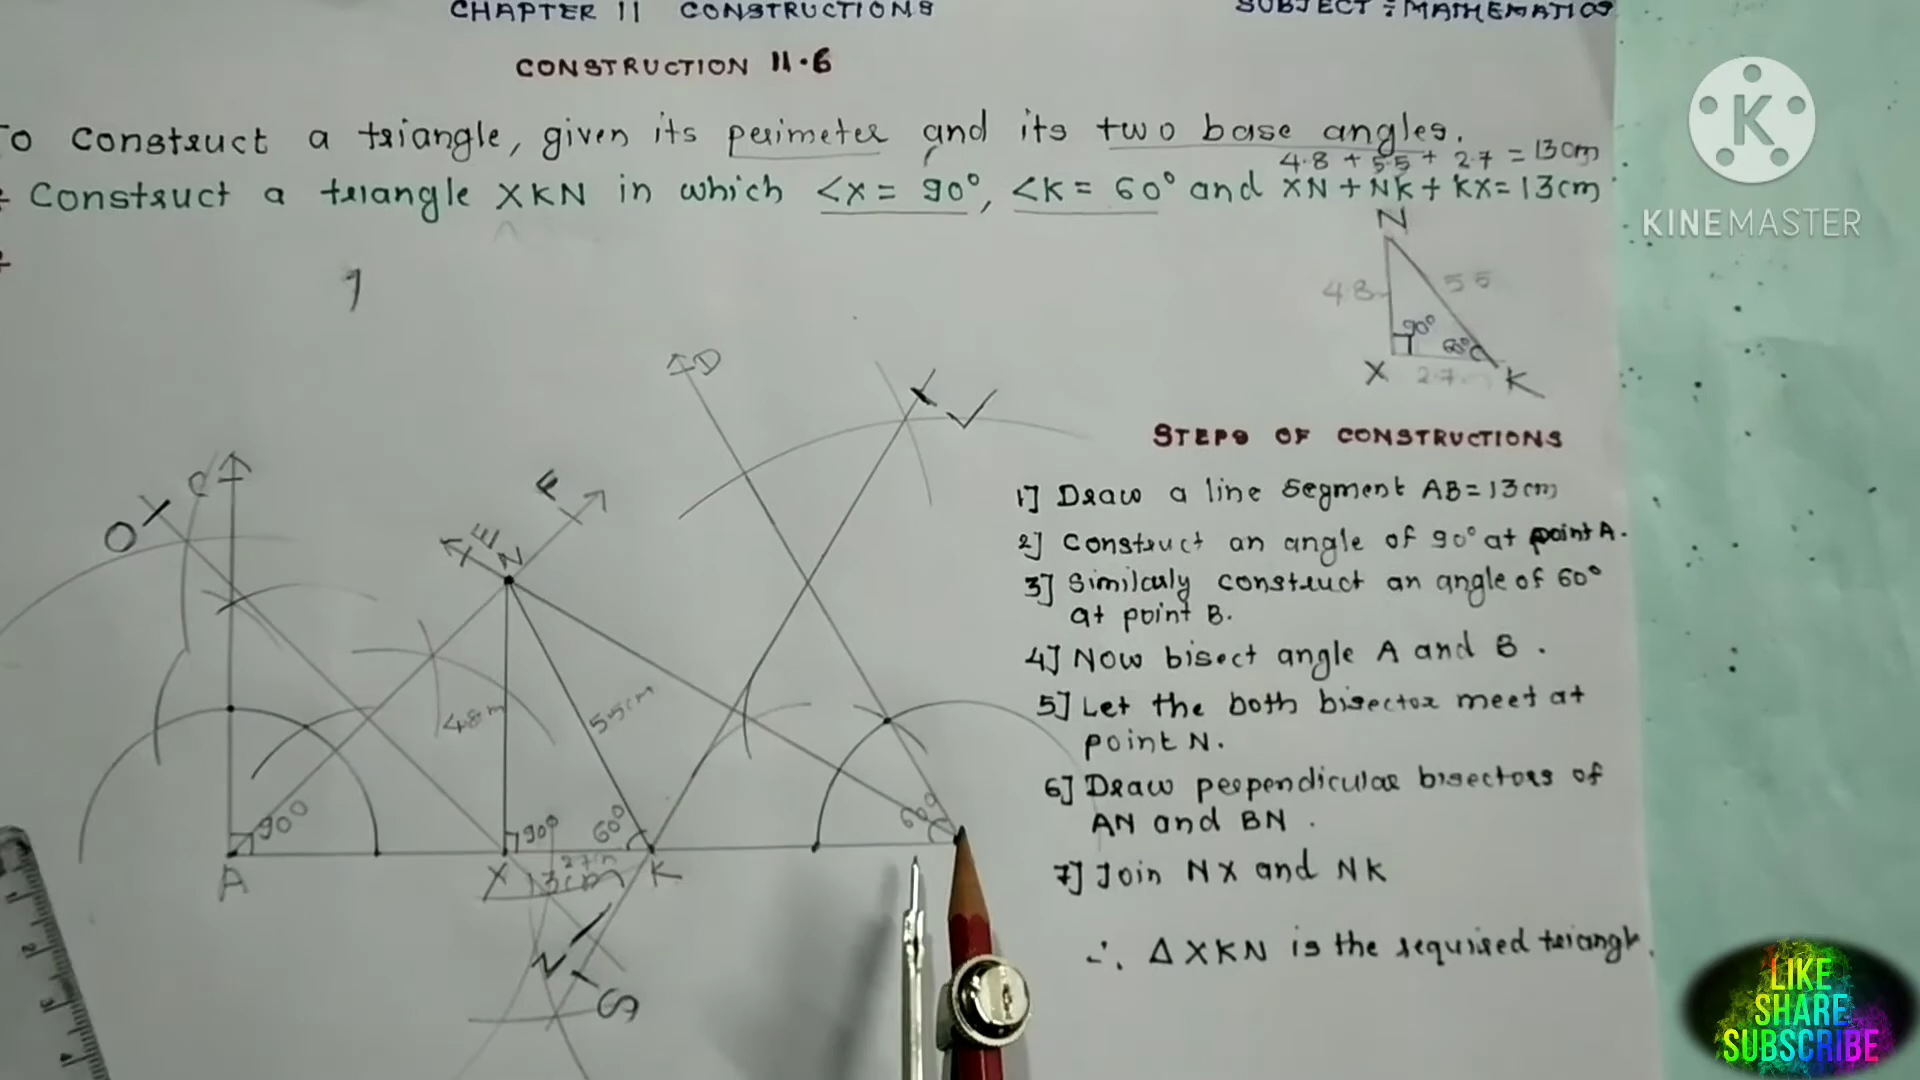 CHAPTER 11 CONSTRUCTIONS SUBJECT : MATHEMATICS
CONSTRUCTION 11.6
To construct a triangle, given its perimeter and its two base angles.
4.8 + 5.5 + 2.7 = 13cm
Construct a triangle XKN in which <X = 90°, <K = 60° and XN + NK + KX = 13cm
KINEMASTER
N
4.8
5.5
90°
60°
X
2.7
K
D
C
O
F
E
N
4.8cm
5.5cm
90°
90°
60°
60°
2.7cm
A
X
13cm
K
S
STEPS OF CONSTRUCTIONS
1] Draw a line segment AB = 13cm
2] Construct an angle of 90° at point A.
3] Similarly construct an angle of 60°
at point B.
4] Now bisect angle A and B .
5] Let the both bisector meet at
point N.
6] Draw perpendicular bisectors of
AN and BN .
7] Join NX and NK
∴ Δ XKN is the required triangle.
LIKE
SHARE
SUBSCRIBE